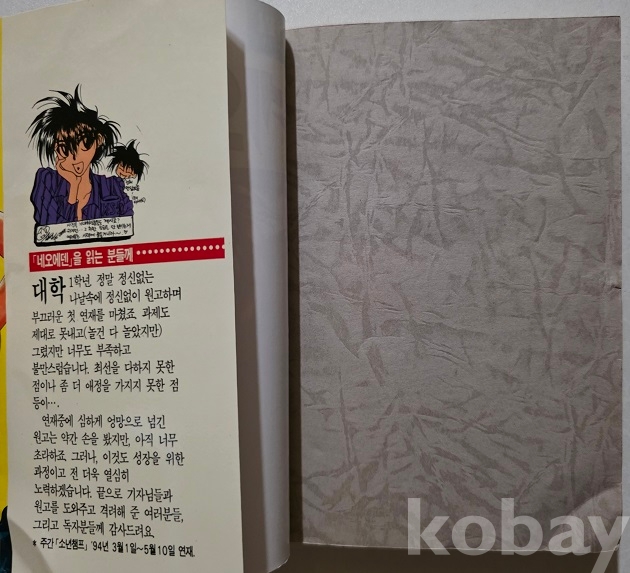 「네오에덴」을 읽는 분들께
대학 1학년. 정말 정신없는
나날속에 정신없이 원고하며
부끄러운 첫 연재를 마쳤죠. 과제도
제대로 못내고(놀건 다 놀았지만)
그렸지만 너무도 부족하고
불만스럽습니다. 최선을 다하지 못한
점이나 좀 더 애정을 가지지 못한 점
등이….
연재중에 심하게 엉망으로 넘긴
원고는 약간 손을 봤지만, 아직 너무
초라하죠. 그러나, 이것도 성장을 위한
과정이고 전 더욱 열심히
노력하겠습니다. 끝으로 기자님들과
원고를 도와주고 격려해 준 여러분들,
그리고 독자분들께 감사드려요.
* 주간「소년챔프」'94년 3월 1일~5월 10일 연재.
kobay